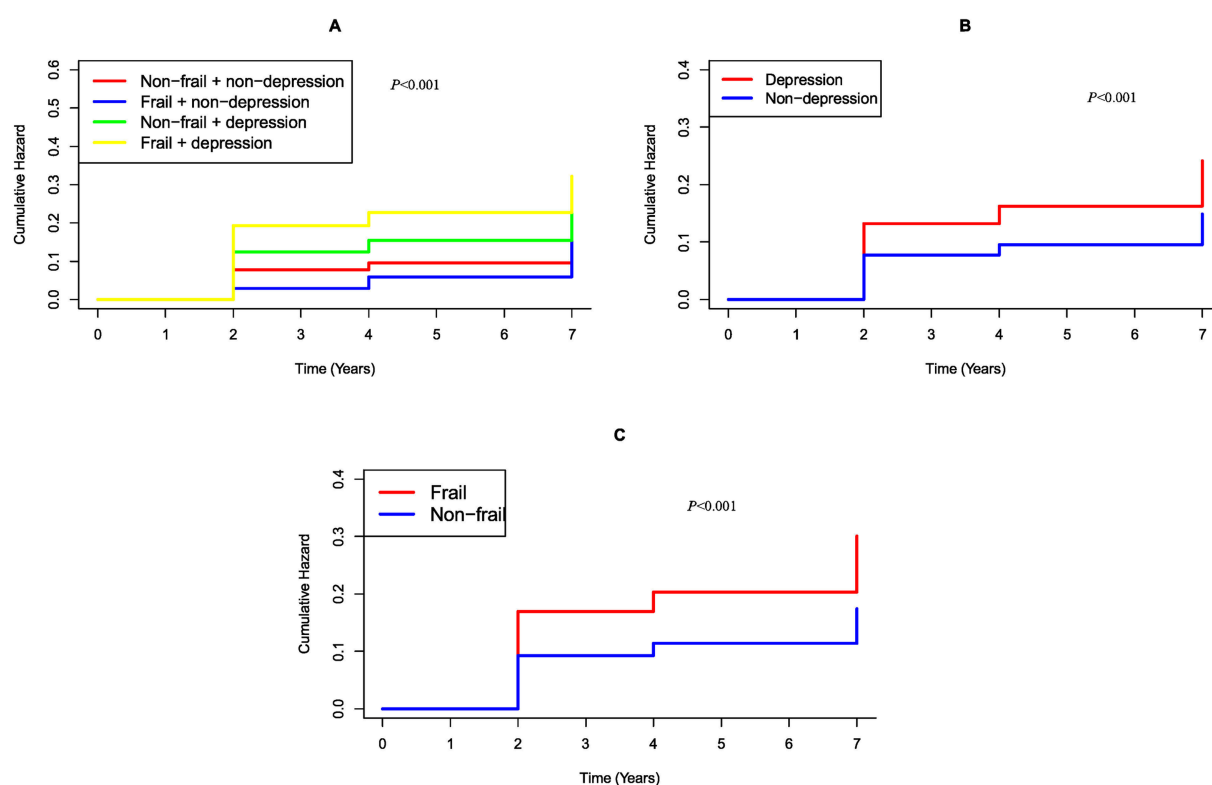 A
Non−frail + non−depression
Frail + non−depression
Non−frail + depression
Frail + depression
P<0.001
Cumulative Hazard
0.0 0.1 0.2 0.3 0.4 0.5 0.6
0 1 2 3 4 5 6 7
Time (Years)
B
Depression
Non−depression
P<0.001
Cumulative Hazard
0.0 0.1 0.2 0.3 0.4
0 1 2 3 4 5 6 7
Time (Years)
C
Frail
Non−frail
P<0.001
Cumulative Hazard
0.0 0.1 0.2 0.3 0.4
0 1 2 3 4 5 6 7
Time (Years)